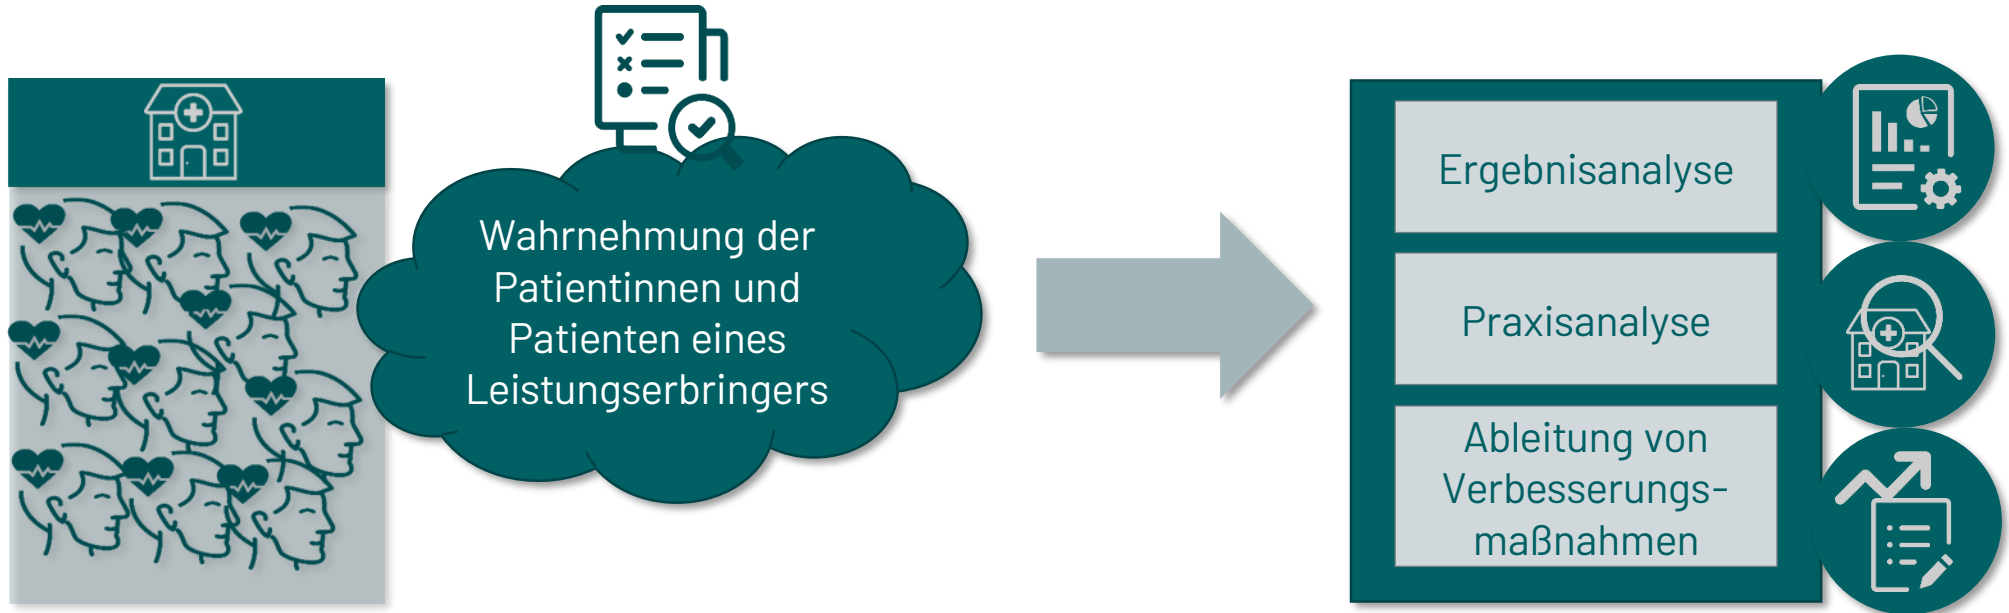 Wahrnehmung der
Patientinnen und
Patienten eines
Leistungserbringers
Ergebnisanalyse
Praxisanalyse
Ableitung von
Verbesserungs-
maßnahmen